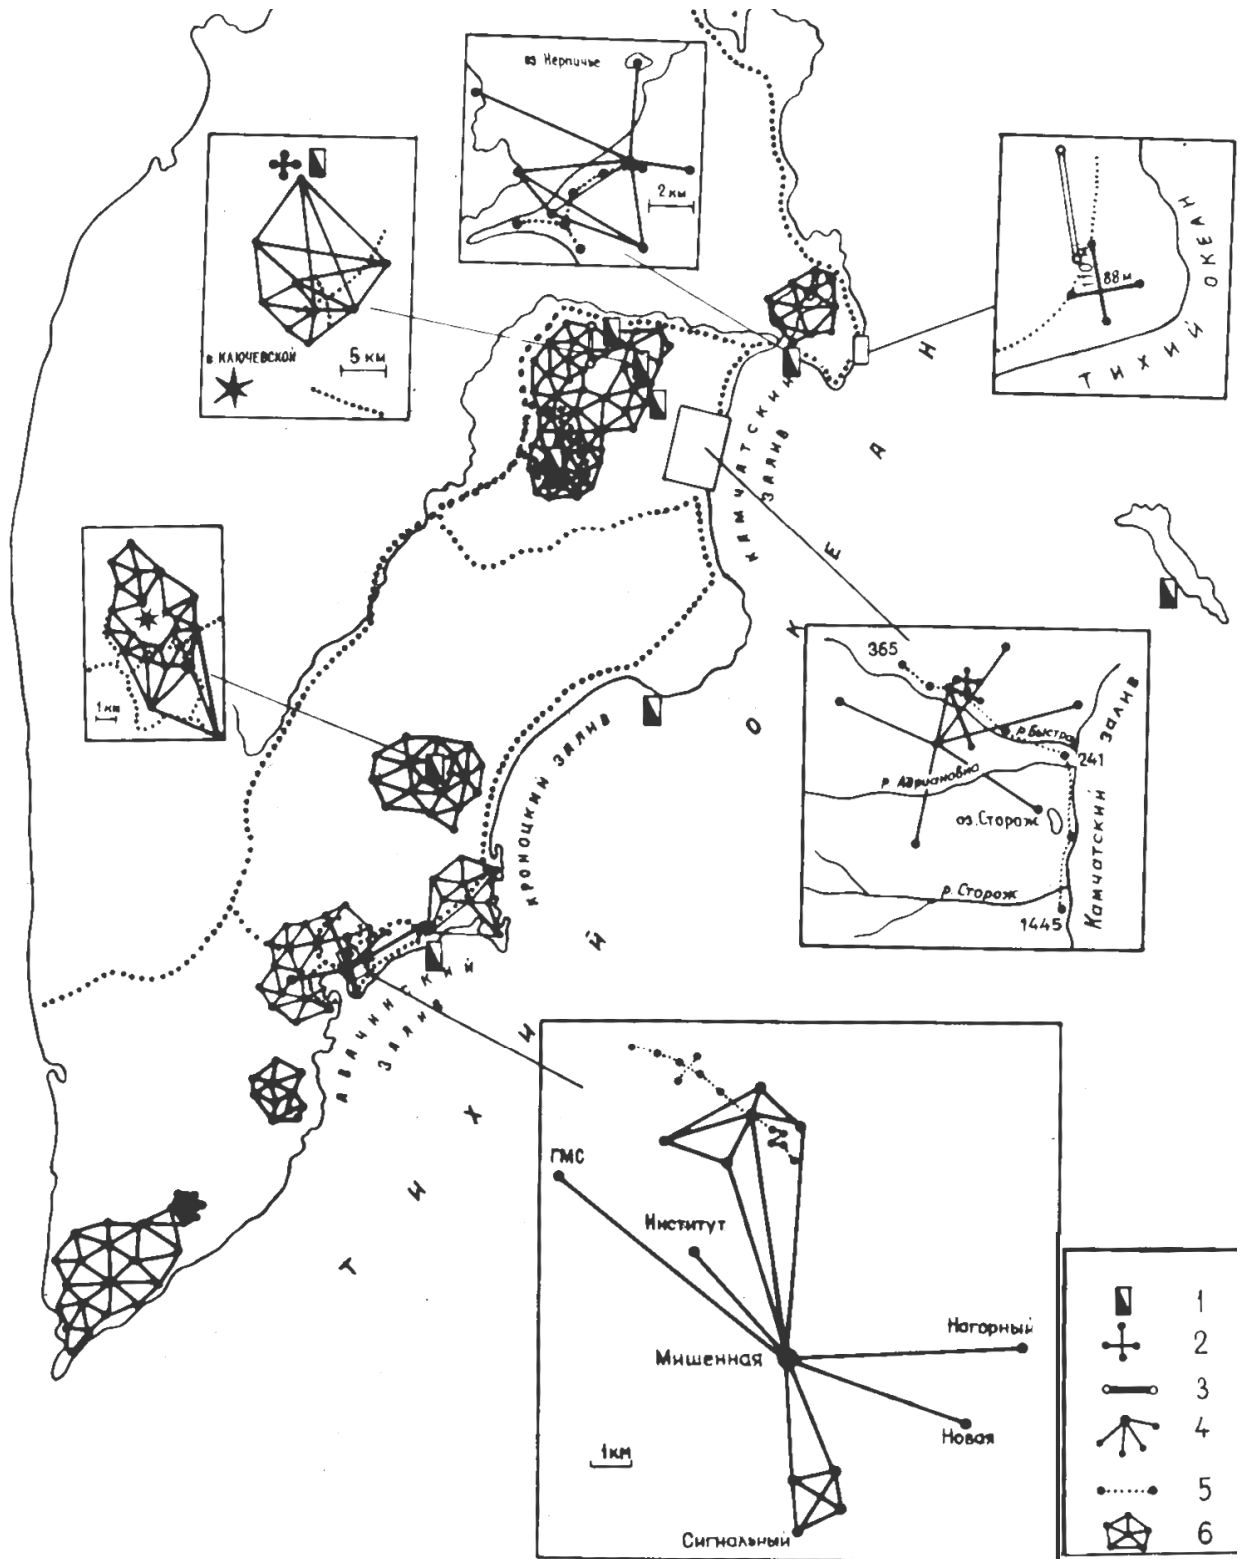 оз Нерпичье
2 км
110 м
88 м
ТИХИЙ ОКЕАН
в КЛЮЧЕВСКОЙ
5 км
КАМЧАТСКИЙ
ЗАЛИВ
1 км
365
р. Быстрая
241
р. Адриановка
оз. Сторож
р. Сторож
1445
Камчатский залив
КРОНОЦКИЙ ЗАЛИВ
АВАЧИНСКИЙ
ЗАЛИВ
ТИХИЙ ОКЕАН
ГМС
Институт
Мишенная
Нагорный
Новая
1км
Сигнальный
N
1
2
3
4
5
6